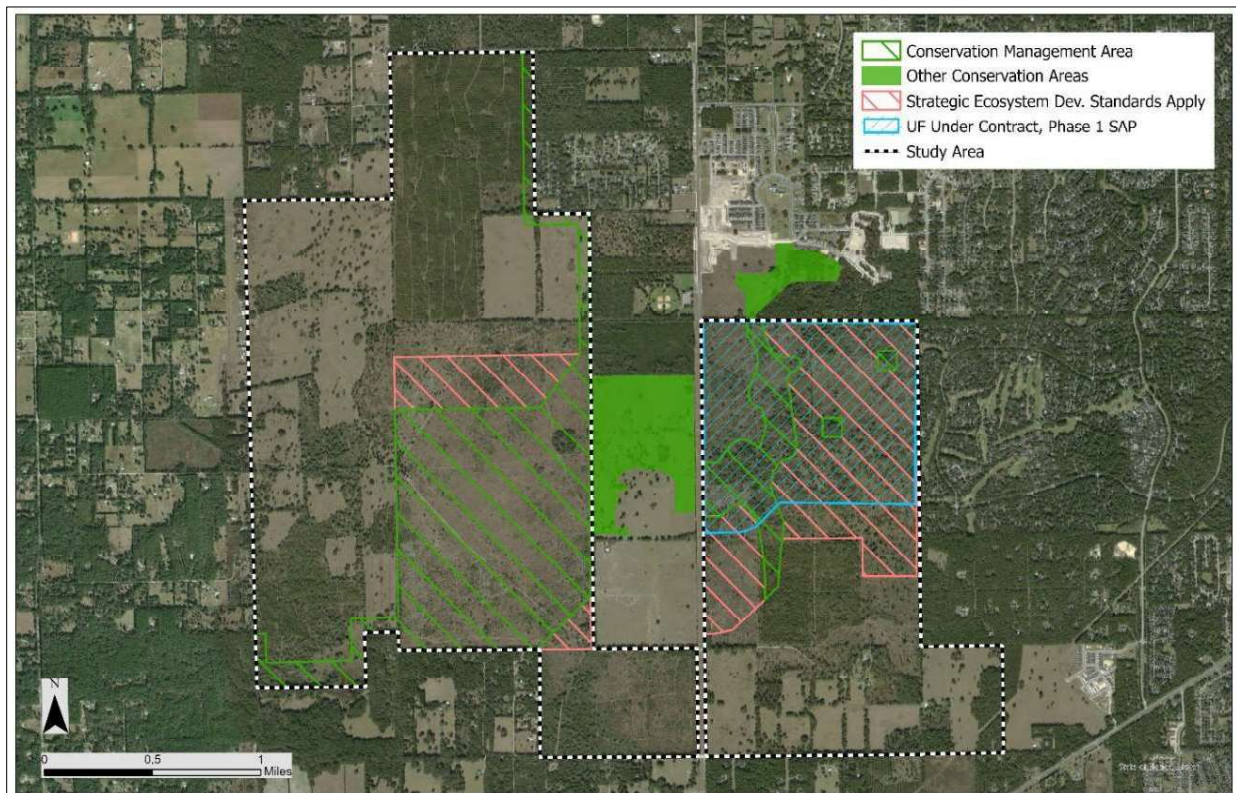 Conservation Management Area
Other Conservation Areas
Strategic Ecosystem Dev. Standards Apply
UF Under Contract, Phase 1 SAP
Study Area
N
0 0.5 1
Miles